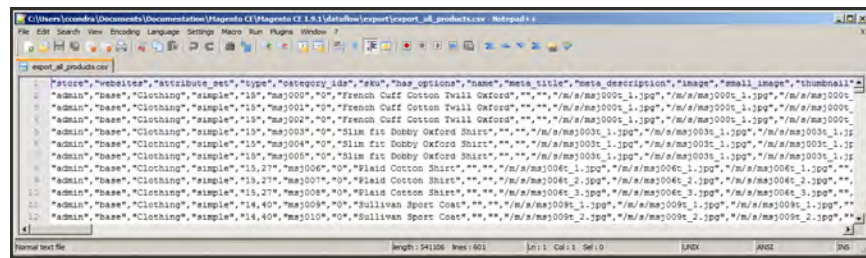 C:\Users\ccondra\Documents\Documentation\Magento CE\Magento CE 1.9.1\dataflow\export\export_all_products.csv - Notepad++
File Edit Search View Encoding Language Settings Macro Run Plugins Window ?
export_all_products.csv
1 "store","websites","attribute_set","type","category_ids","sku","has_options","name","meta_title","meta_description","image","small_image","thumbnail"
2 "admin","base","Clothing","simple","15","msj000","0","French Cuff Cotton Twill Oxford","","","/m/s/msj000t_1.jpg","/m/s/msj000t_1.jpg","/m/s/msj000t_
3 "admin","base","Clothing","simple","15","msj001","0","French Cuff Cotton Twill Oxford","","","/m/s/msj000t_1.jpg","/m/s/msj000t_1.jpg","/m/s/msj000t_
4 "admin","base","Clothing","simple","15","msj002","0","French Cuff Cotton Twill Oxford","","","/m/s/msj000t_1.jpg","/m/s/msj000t_1.jpg","/m/s/msj000t_
5 "admin","base","Clothing","simple","15","msj003","0","Slim fit Dobby Oxford Shirt","","","/m/s/msj003t_1.jpg","/m/s/msj003t_1.jpg","/m/s/msj003t_1.jp
6 "admin","base","Clothing","simple","15","msj004","0","Slim fit Dobby Oxford Shirt","","","/m/s/msj003t_1.jpg","/m/s/msj003t_1.jpg","/m/s/msj003t_1.jp
7 "admin","base","Clothing","simple","15","msj005","0","Slim fit Dobby Oxford Shirt","","","/m/s/msj003t_1.jpg","/m/s/msj003t_1.jpg","/m/s/msj003t_1.jp
8 "admin","base","Clothing","simple","15,27","msj006","0","Plaid Cotton Shirt","","","/m/s/msj006t_1.jpg","/m/s/msj006t_1.jpg","/m/s/msj006t_1.jpg",""
9 "admin","base","Clothing","simple","15,27","msj007","0","Plaid Cotton Shirt","","","/m/s/msj006t_2.jpg","/m/s/msj006t_2.jpg","/m/s/msj006t_2.jpg",""
10 "admin","base","Clothing","simple","15,27","msj008","0","Plaid Cotton Shirt","","","/m/s/msj006t_3.jpg","/m/s/msj006t_3.jpg","/m/s/msj006t_3.jpg",""
11 "admin","base","Clothing","simple","14,40","msj009","0","Sullivan Sport Coat","","","/m/s/msj009t_1.jpg","/m/s/msj009t_1.jpg","/m/s/msj009t_1.jpg",""
12 "admin","base","Clothing","simple","14,40","msj010","0","Sullivan Sport Coat","","","/m/s/msj009t_2.jpg","/m/s/msj009t_2.jpg","/m/s/msj009t_2.jpg",""
Normal text file length : 541106 lines : 601 Ln : 1 Col : 1 Sel : 0 UNIX ANSI INS